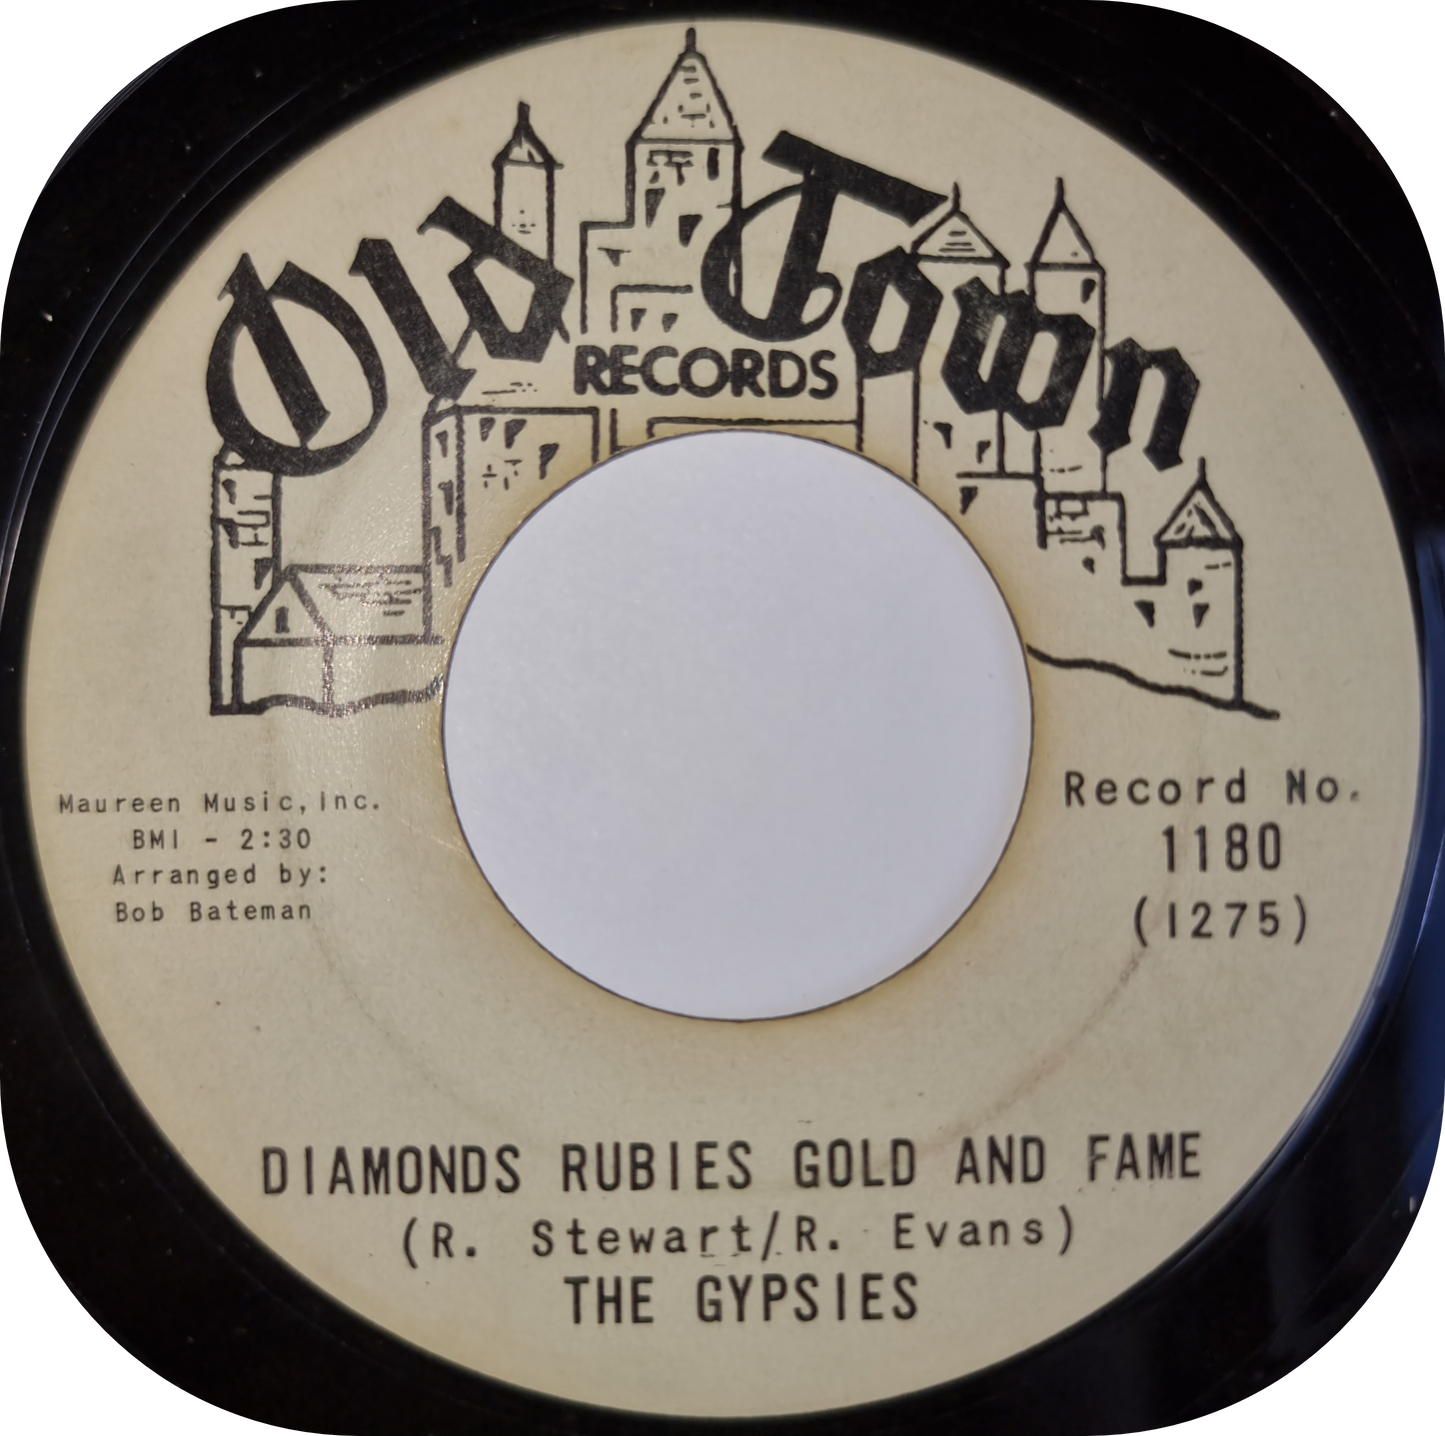 Old Town
RECORDS
Maureen Music, Inc.
BMI - 2:30
Arranged by:
Bob Bateman
Record No.
1180
(1275)
DIAMONDS RUBIES GOLD AND FAME
(R. Stewart/R. Evans)
THE GYPSIES